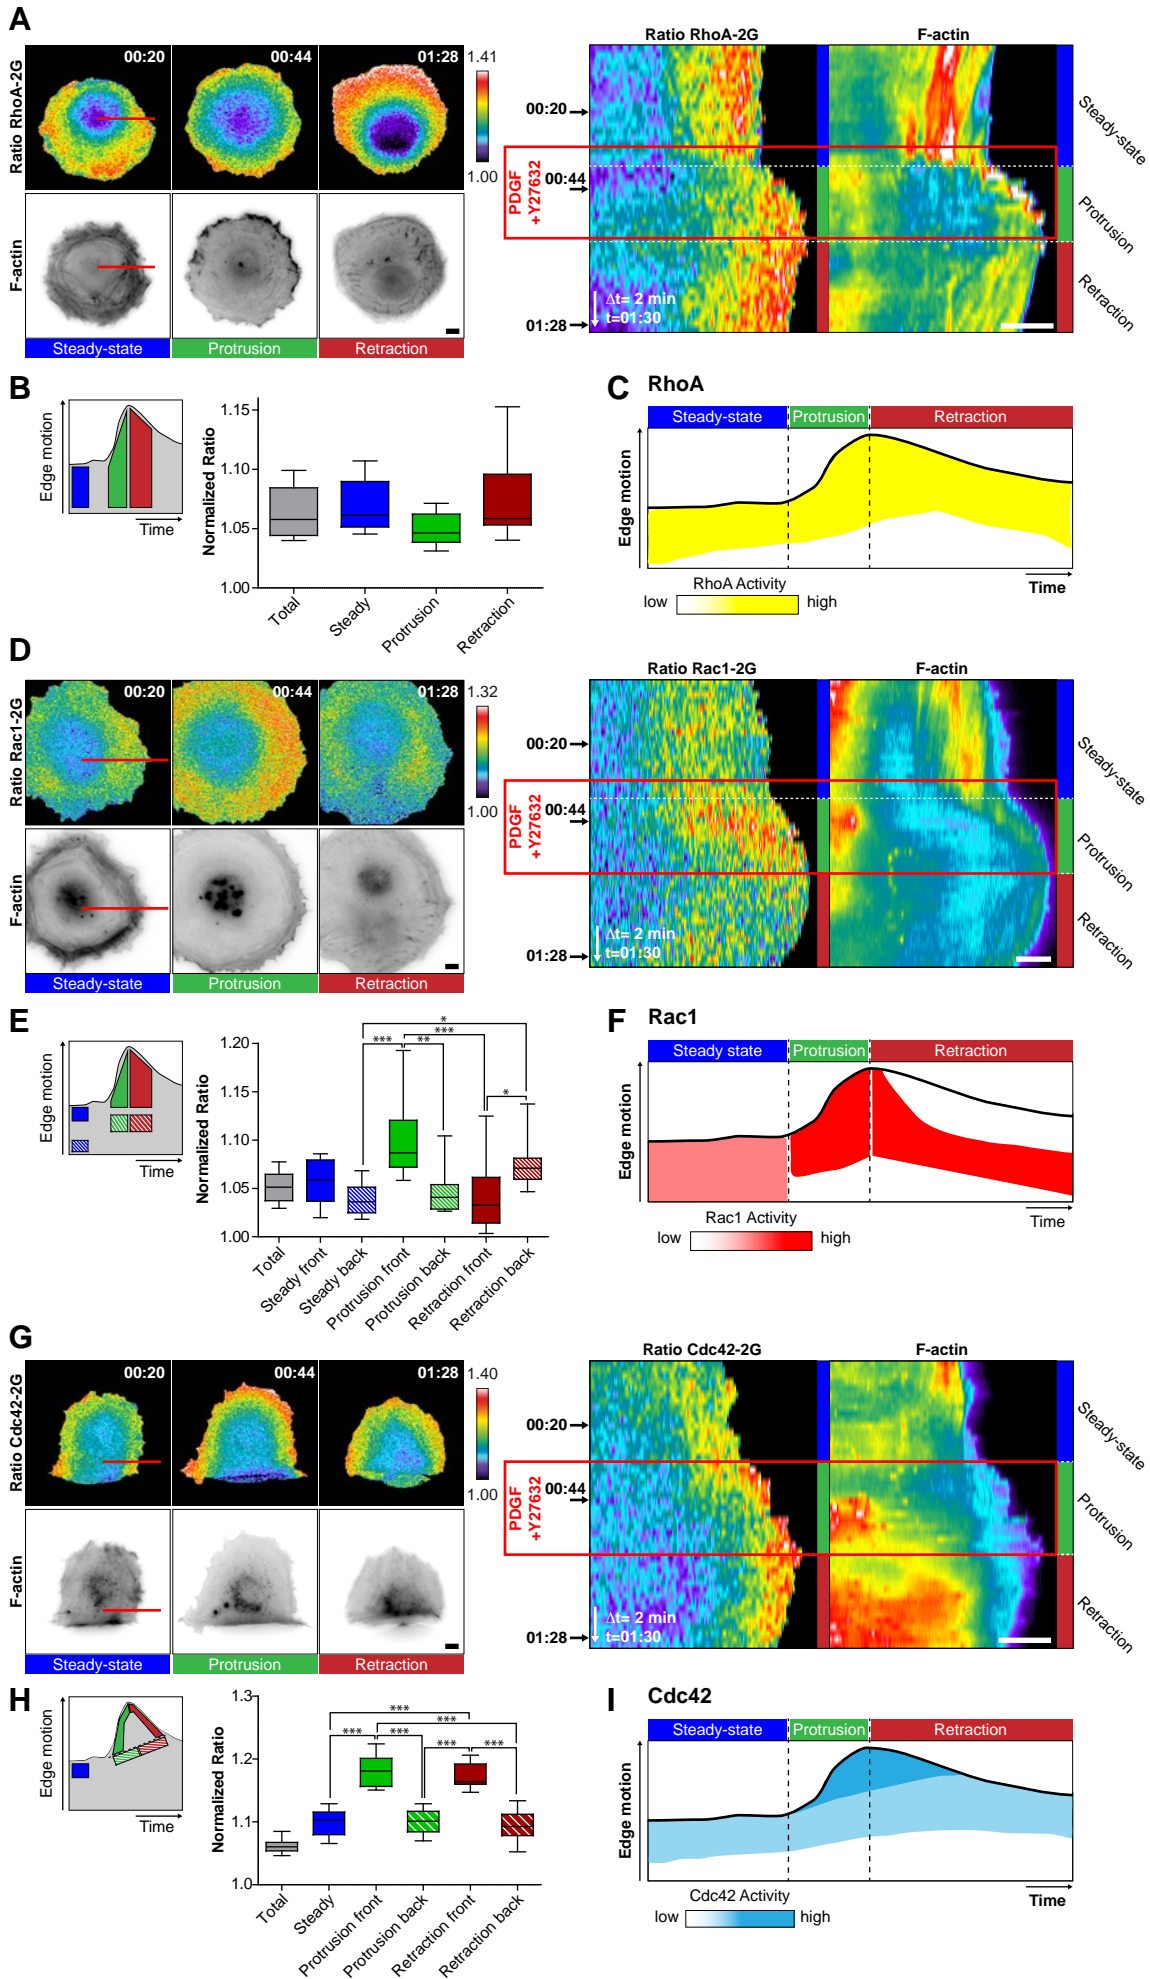 A
Ratio RhoA-2G
00:20
00:44
01:28
1.41
1.00
F-actin
Steady-state
Protrusion
Retraction
Ratio RhoA-2G
F-actin
00:20
PDGF
+Y27632
00:44
Δt= 2 min
t=01:30
01:28
Steady-state
Protrusion
Retraction
B
Edge motion
Time
Normalized Ratio
1.15
1.10
1.05
1.00
Total
Steady
Protrusion
Retraction
C
RhoA
Steady-state
Protrusion
Retraction
Edge motion
Time
RhoA Activity
low
high
D
Ratio Rac1-2G
00:20
00:44
01:28
1.32
1.00
F-actin
Steady-state
Protrusion
Retraction
Ratio Rac1-2G
F-actin
00:20
PDGF
+Y27632
00:44
Δt= 2 min
t=01:30
01:28
Steady-state
Protrusion
Retraction
E
Edge motion
Time
Normalized Ratio
1.20
1.15
1.10
1.05
1.00
*
***
***
**
*
Total
Steady front
Steady back
Protrusion front
Protrusion back
Retraction front
Retraction back
F
Rac1
Steady state
Protrusion
Retraction
Edge motion
Time
Rac1 Activity
low
high
G
Ratio Cdc42-2G
00:20
00:44
01:28
1.40
1.00
F-actin
Steady-state
Protrusion
Retraction
Ratio Cdc42-2G
F-actin
00:20
PDGF
+Y27632
00:44
Δt= 2 min
t=01:30
01:28
Steady-state
Protrusion
Retraction
H
Edge motion
Time
Normalized Ratio
1.3
1.2
1.1
1.0
***
***
***
***
***
***
Total
Steady
Protrusion front
Protrusion back
Retraction front
Retraction back
I
Cdc42
Steady-state
Protrusion
Retraction
Edge motion
Time
Cdc42 Activity
low
high